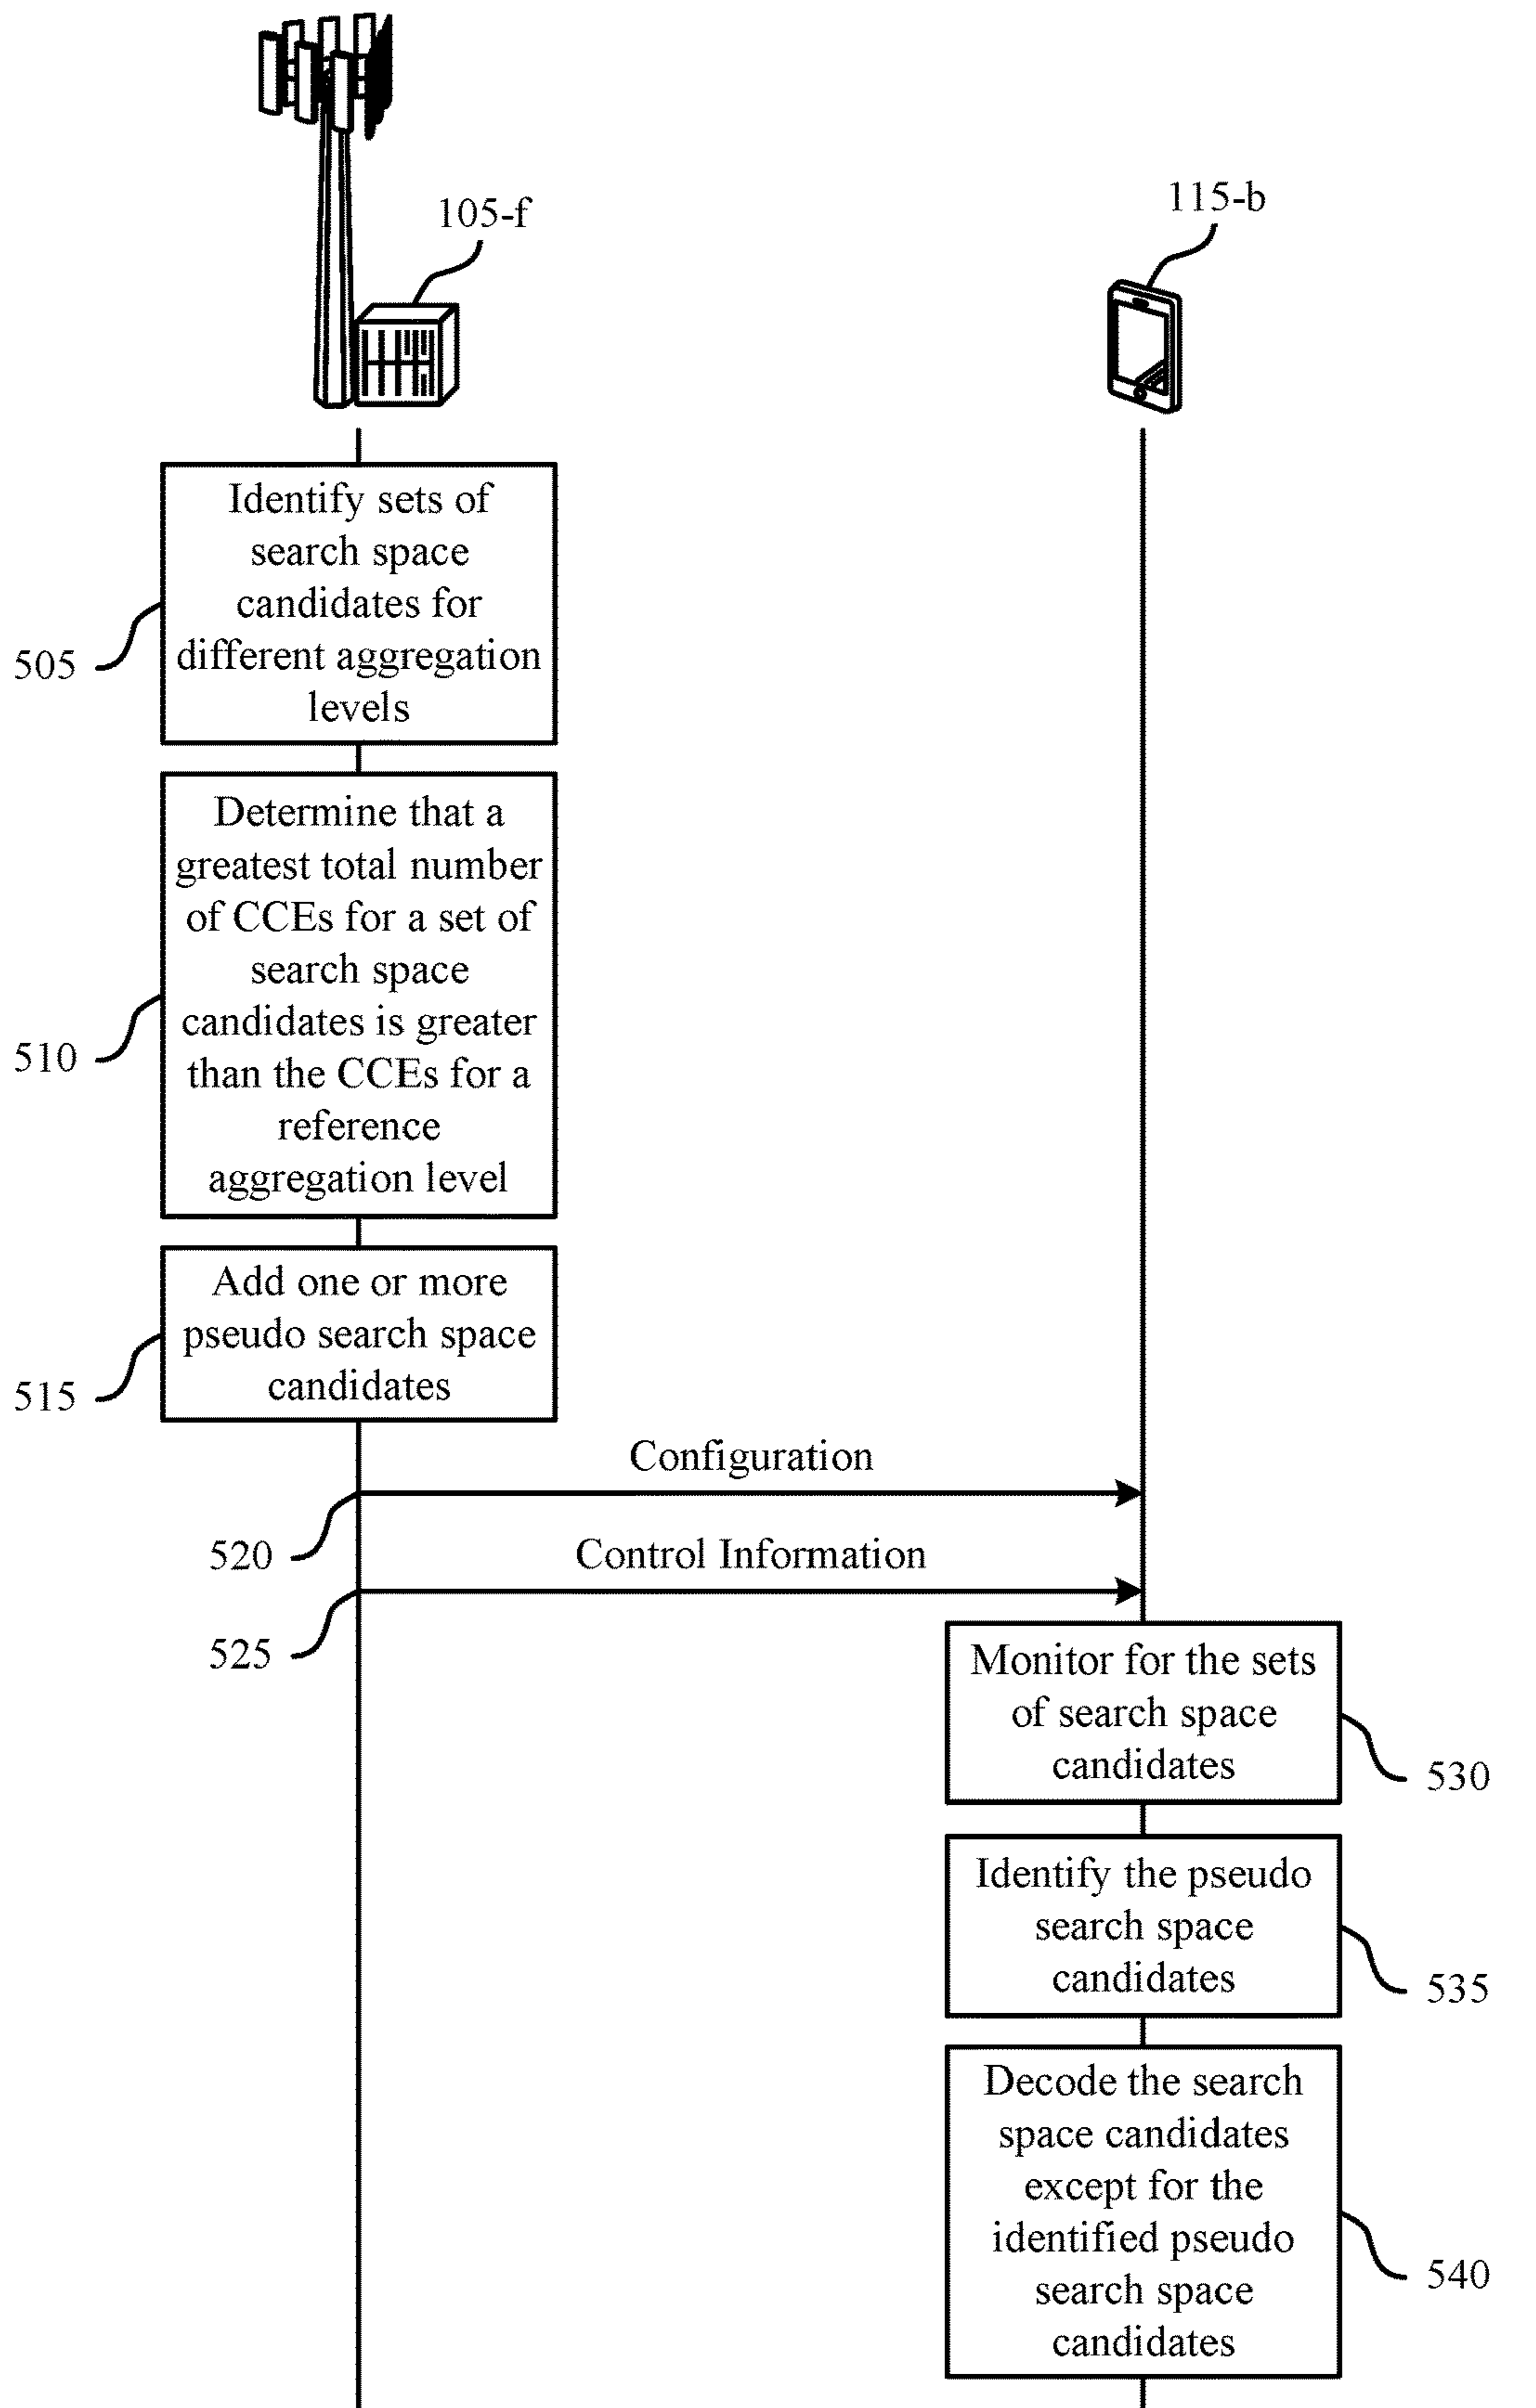 105-f
115-b
Identify sets of
search space
candidates for
different aggregation
levels
505
Determine that a
greatest total number
of CCEs for a set of
search space
candidates is greater
than the CCEs for a
reference
aggregation level
510
Add one or more
pseudo search space
candidates
515
Configuration
520
Control Information
525
Monitor for the sets
of search space
candidates
530
Identify the pseudo
search space
candidates
535
Decode the search
space candidates
except for the
identified pseudo
search space
candidates
540